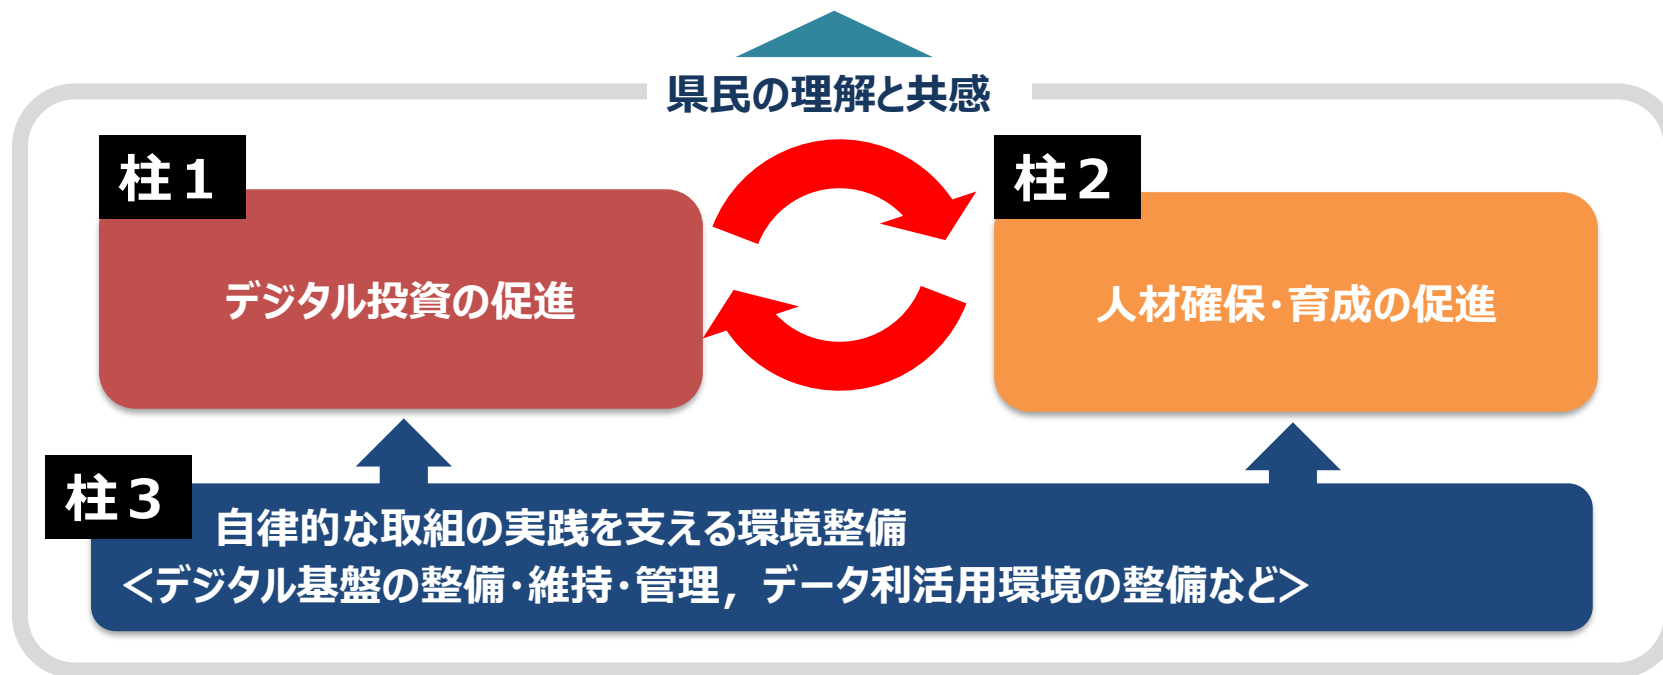 県民の理解と共感
柱１
デジタル投資の促進
柱２
人材確保･育成の促進
柱３
自律的な取組の実践を支える環境整備
＜デジタル基盤の整備･維持･管理，データ利活用環境の整備など＞